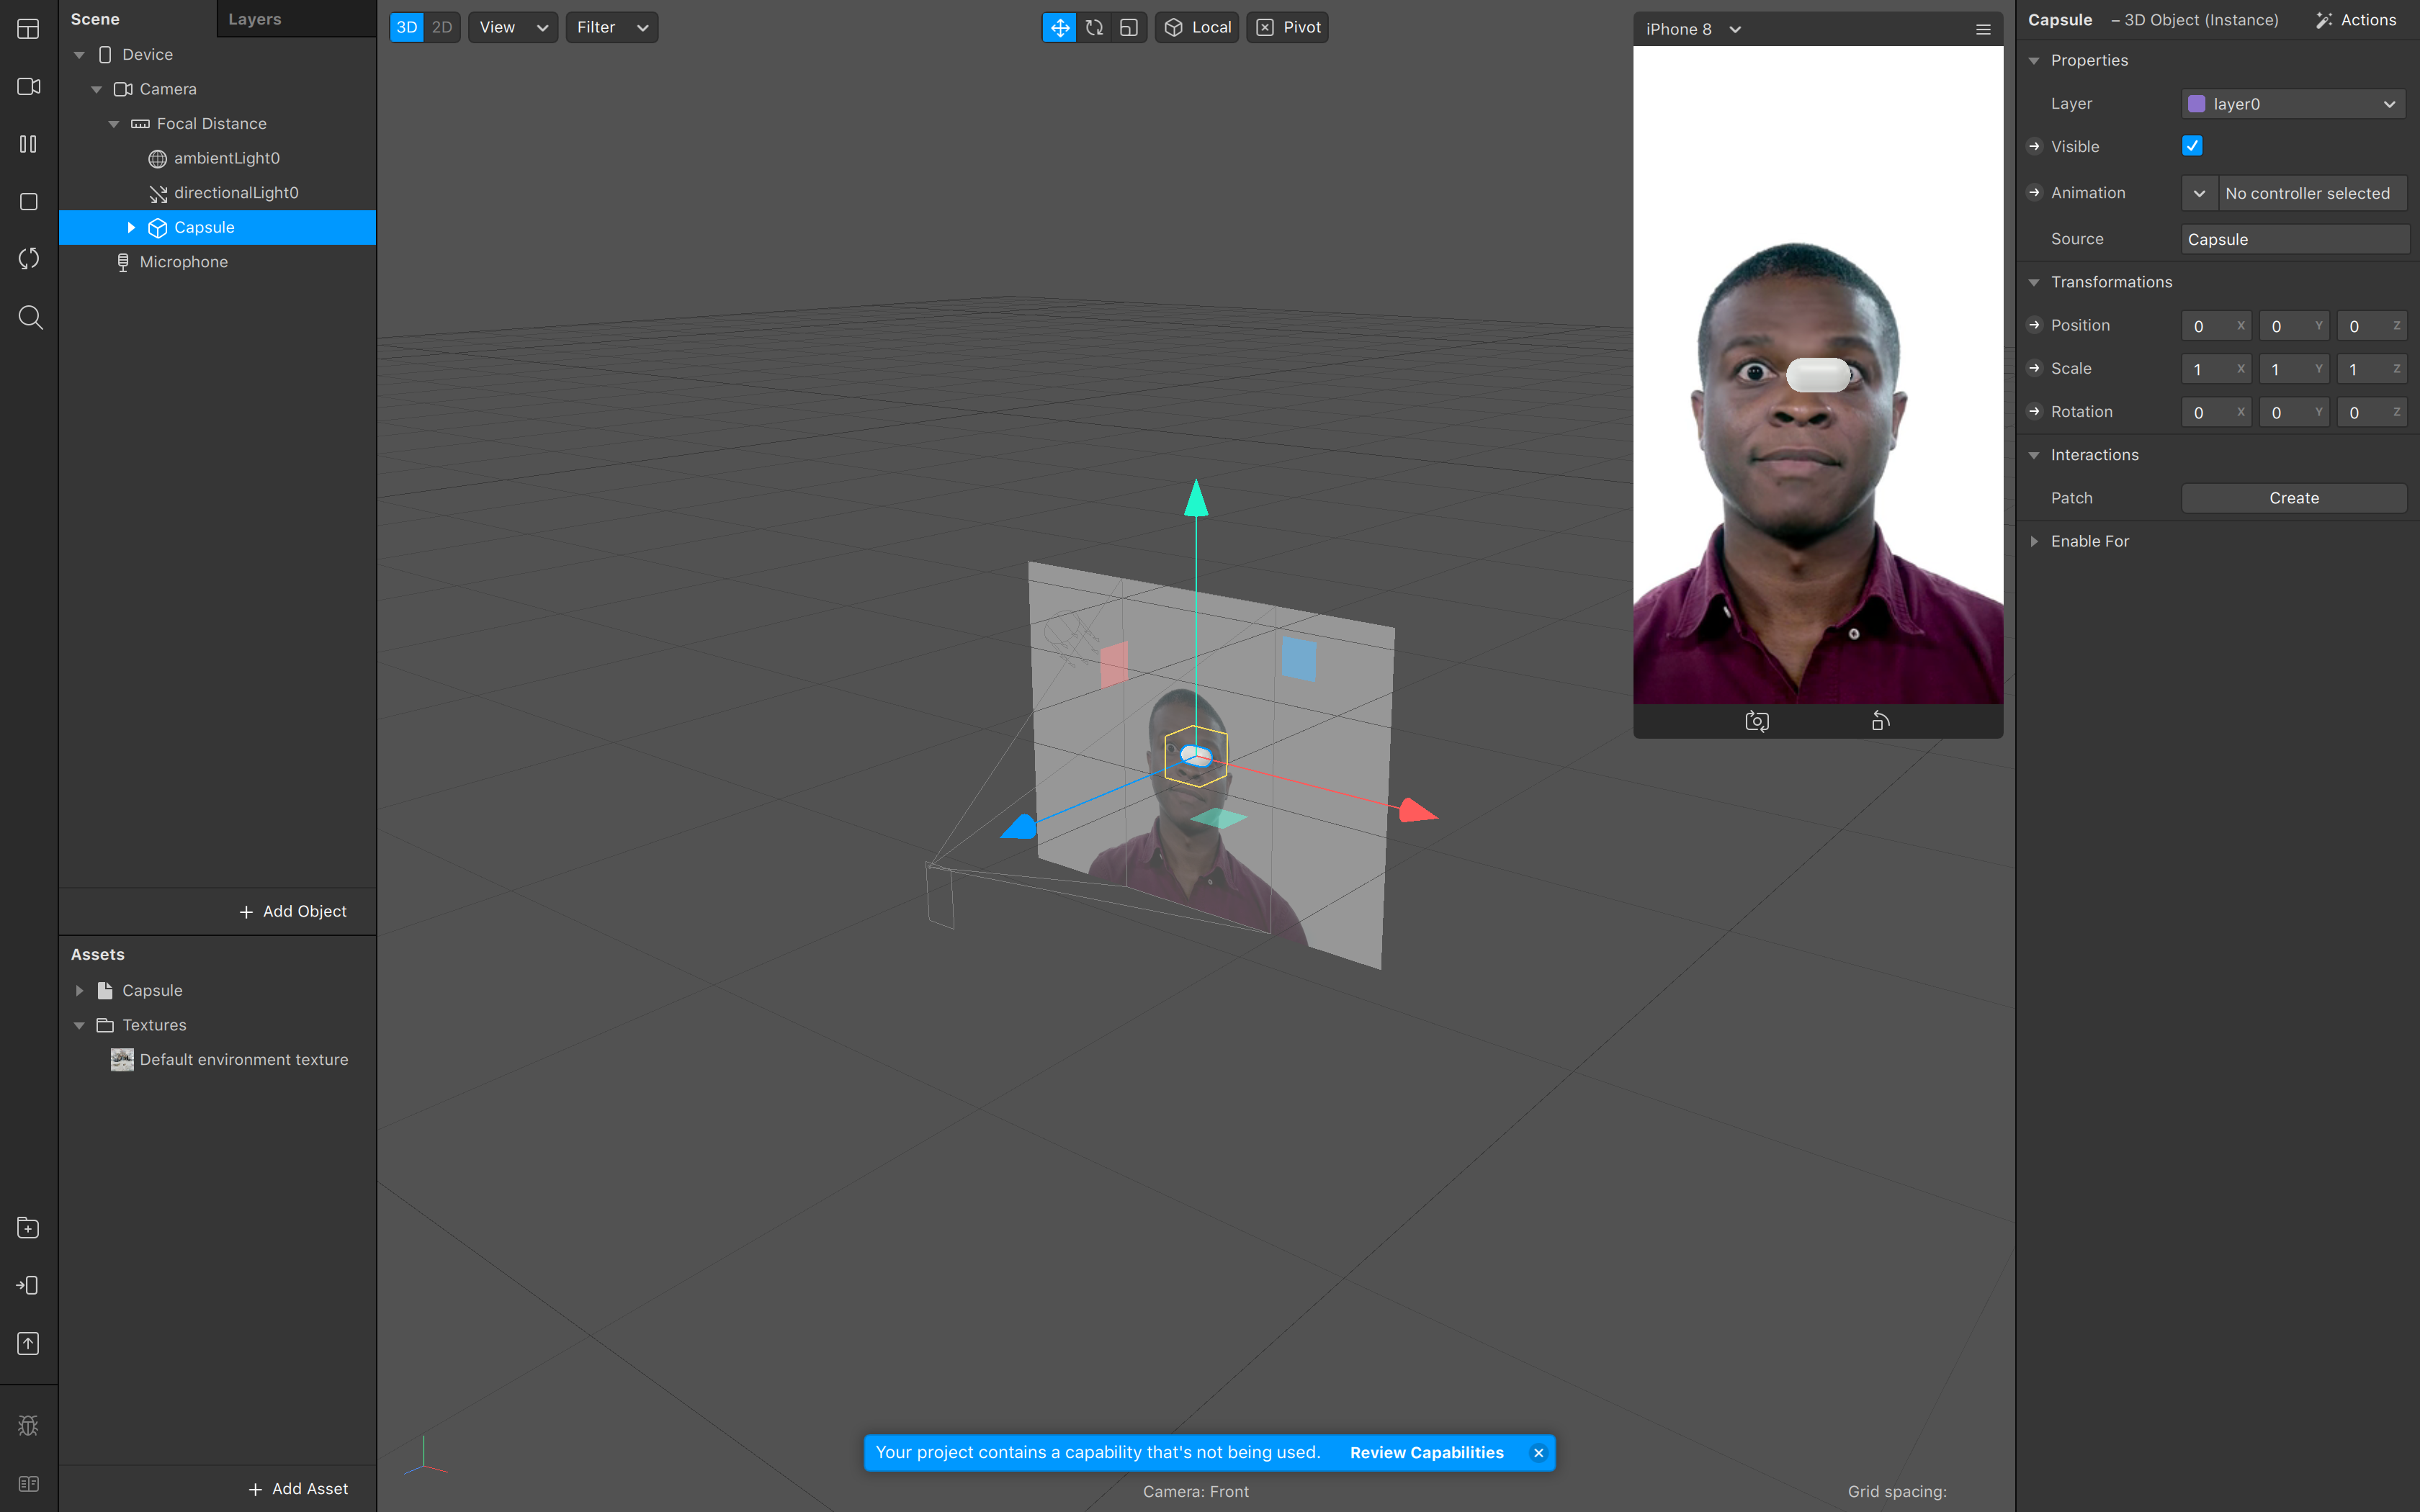 Scene
Layers
Device
Camera
Focal Distance
ambientLight0
directionalLight0
Capsule
Microphone
Add Object
Assets
Capsule
Textures
Default environment texture
Add Asset
3D 2D View Filter
Local Pivot
iPhone 8
Your project contains a capability that's not being used. Review Capabilities
Camera: Front
Grid spacing:
Capsule – 3D Object (Instance) Actions
Properties
Layer layer0
Visible
Animation No controller selected
Source Capsule
Transformations
Position 0 X 0 Y 0 Z
Scale 1 X 1 Y 1 Z
Rotation 0 X 0 Y 0 Z
Interactions
Patch Create
Enable For